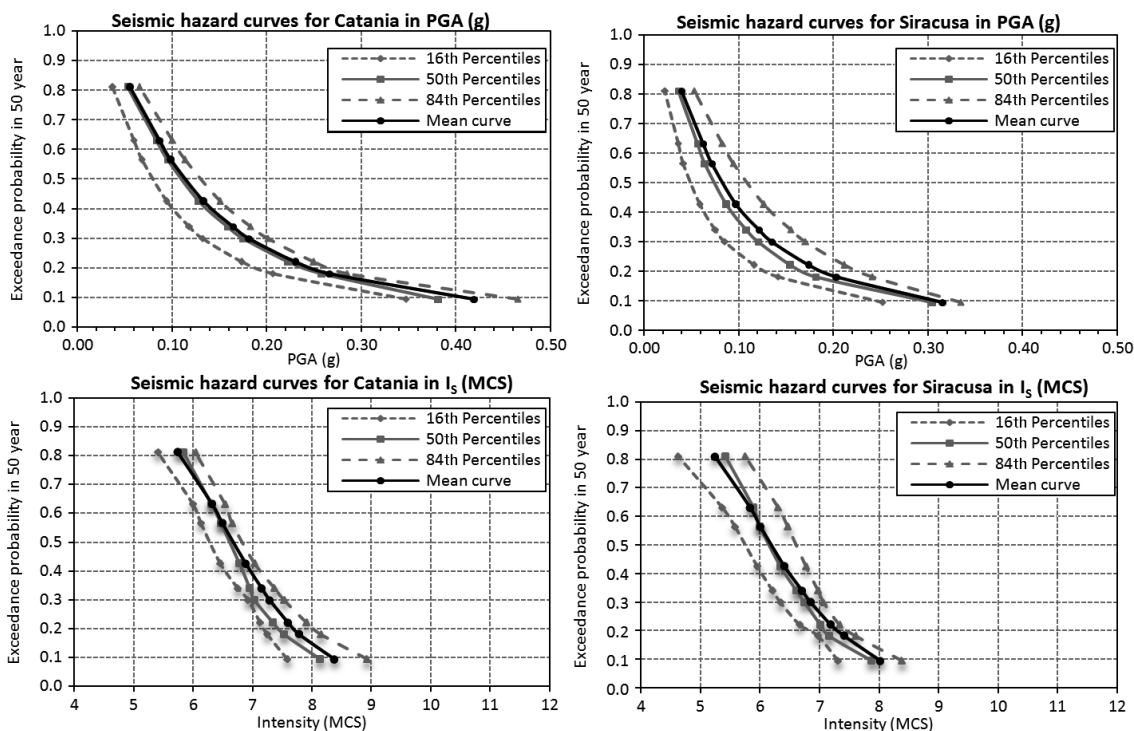 Seismic hazard curves for Catania in PGA (g)
Exceedance probability in 50 year
1.0
0.9
0.8
0.7
0.6
0.5
0.4
0.3
0.2
0.1
0.0
16th Percentiles
50th Percentiles
84th Percentiles
Mean curve
0.00 0.10 0.20 0.30 0.40 0.50
PGA (g)
Seismic hazard curves for Siracusa in PGA (g)
Exceedance probability in 50 year
1.0
0.9
0.8
0.7
0.6
0.5
0.4
0.3
0.2
0.1
0.0
16th Percentiles
50th Percentiles
84th Percentiles
Mean curve
0.00 0.10 0.20 0.30 0.40 0.50
PGA (g)
Seismic hazard curves for Catania in IS (MCS)
Exceedance probability in 50 year
1.0
0.9
0.8
0.7
0.6
0.5
0.4
0.3
0.2
0.1
0.0
16th Percentiles
50th Percentiles
84th Percentiles
Mean curve
4 5 6 7 8 9 10 11 12
Intensity (MCS)
Seismic hazard curves for Siracusa in IS (MCS)
Exceedance probability in 50 year
1.0
0.9
0.8
0.7
0.6
0.5
0.4
0.3
0.2
0.1
0.0
16th Percentiles
50th Percentiles
84th Percentiles
Mean curve
4 5 6 7 8 9 10 11 12
Intensity (MCS)